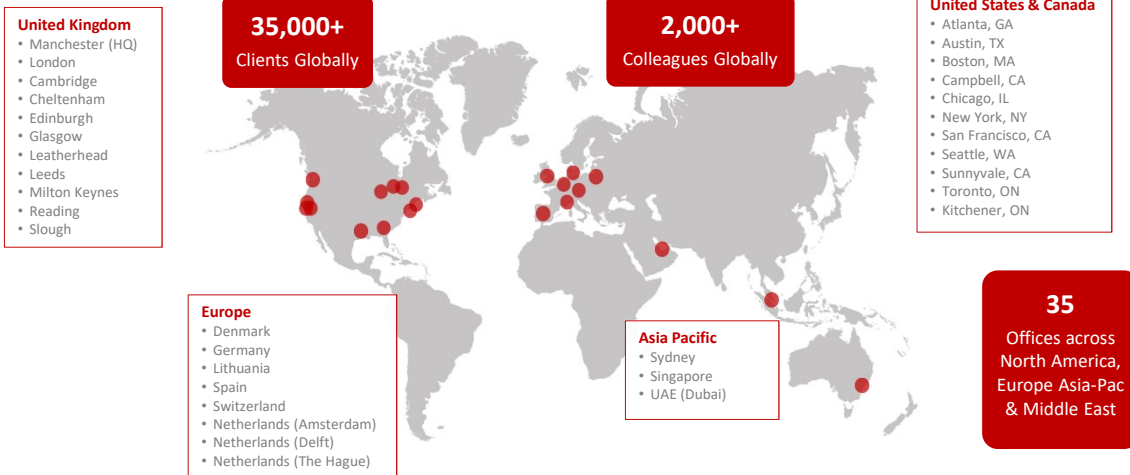 United Kingdom
• Manchester (HQ)
• London
• Cambridge
• Cheltenham
• Edinburgh
• Glasgow
• Leatherhead
• Leeds
• Milton Keynes
• Reading
• Slough
35,000+
Clients Globally
2,000+
Colleagues Globally
United States & Canada
• Atlanta, GA
• Austin, TX
• Boston, MA
• Campbell, CA
• Chicago, IL
• New York, NY
• San Francisco, CA
• Seattle, WA
• Sunnyvale, CA
• Toronto, ON
• Kitchener, ON
Europe
• Denmark
• Germany
• Lithuania
• Spain
• Switzerland
• Netherlands (Amsterdam)
• Netherlands (Delft)
• Netherlands (The Hague)
Asia Pacific
• Sydney
• Singapore
• UAE (Dubai)
35
Offices across
North America,
Europe Asia-Pac
& Middle East